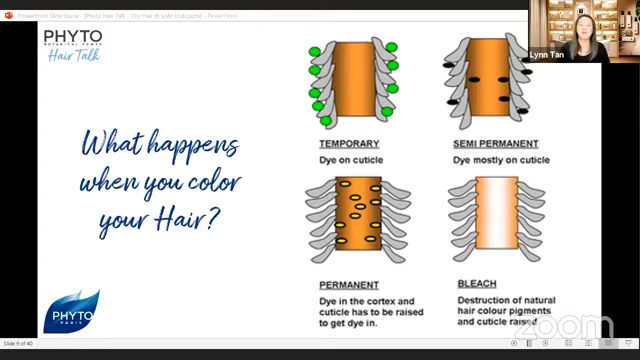 PowerPoint Slide Show - [Phyto Hair Talk - Dry Hair & Split Ends.pptx] - PowerPoint
PHYTO
BOTANICAL POWER
Hair Talk
Lynn Tan
What happens
when you color
your Hair?
TEMPORARY
Dye on cuticle
SEMI PERMANENT
Dye mostly on cuticle
PERMANENT
Dye in the cortex and
cuticle has to be raised
to get dye in.
BLEACH
Destruction of natural
hair colour pigments
and cuticle raised
PHYTO
PARIS
zoom
Slide 9 of 40